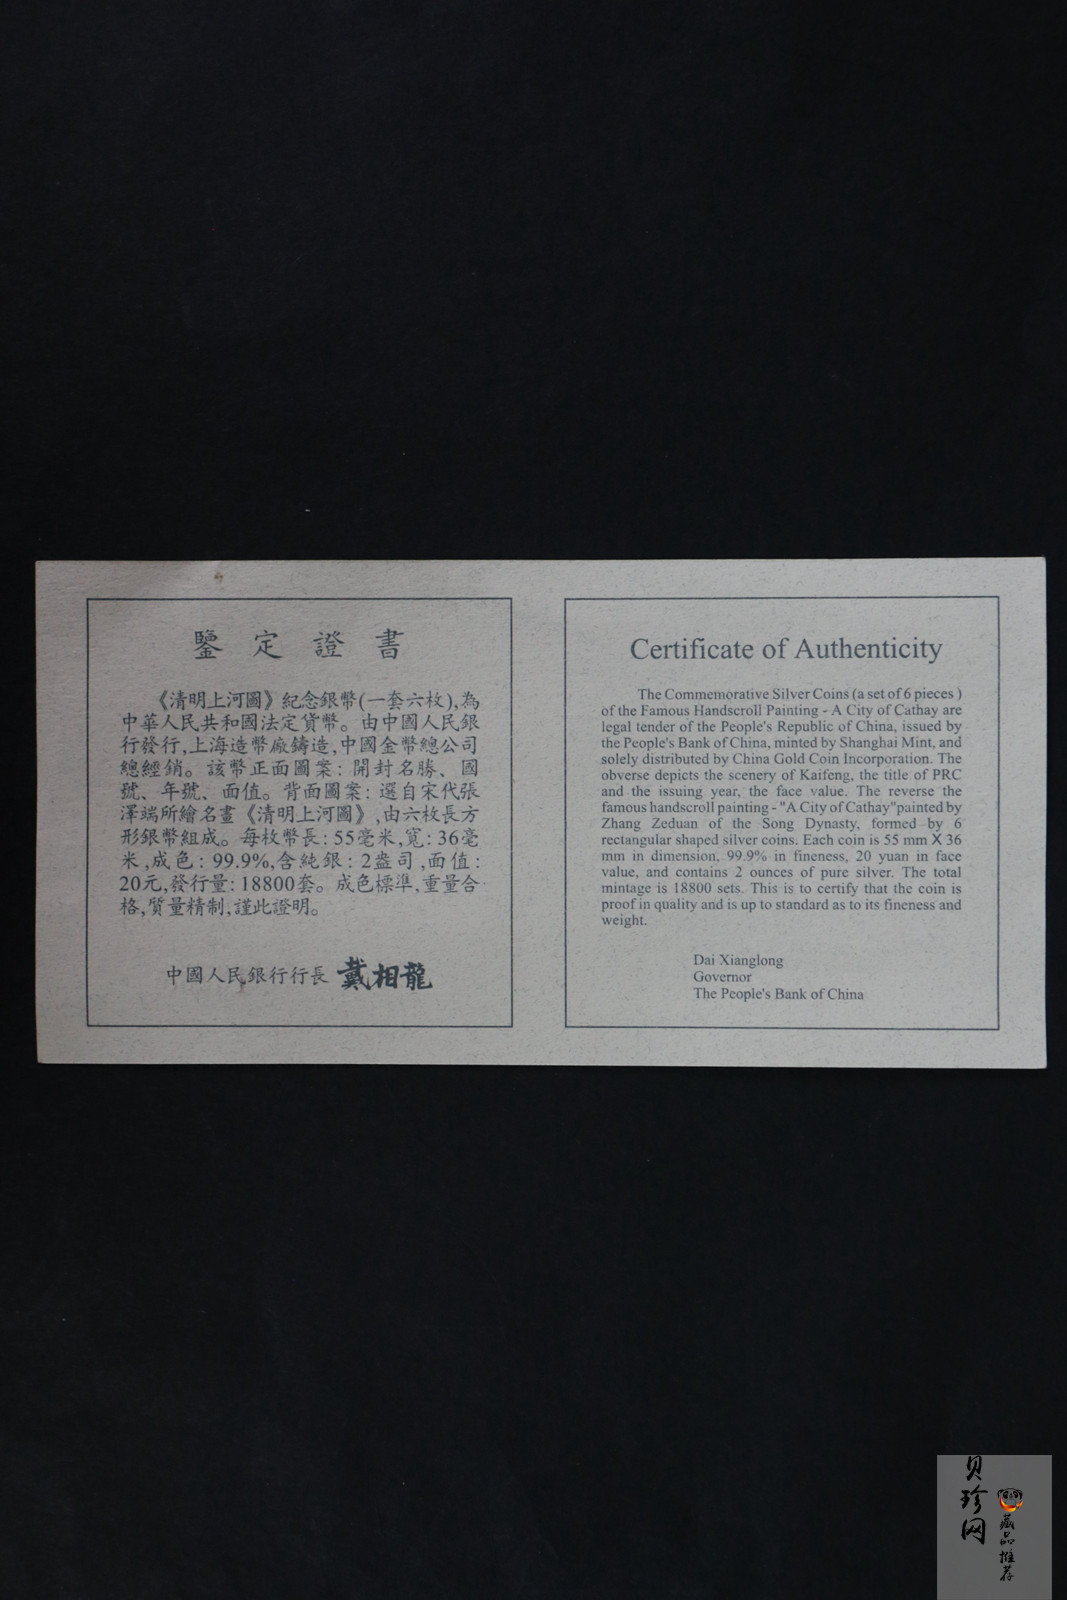 鑒定證書
《清明上河圖》紀念銀幣(一套六枚),為
中華人民共和國法定貨幣。由中國人民銀
行發行,上海造幣廠鑄造,中國金幣總公司
總經銷。該幣正面圖案:開封名勝、國
號、年號、面值。背面圖案:選自宋代張
澤端所繪名畫《清明上河圖》,由六枚長方
形銀幣組成。每枚幣長:55毫米,寬:36毫
米,成色:99.9%,含純銀:2盎司,面值:
20元,發行量:18800套。成色標準,重量合
格,質量精制,謹此證明。
中國人民銀行行長 戴相龍
Certificate of Authenticity
The Commemorative Silver Coins (a set of 6 pieces )
of the Famous Handscroll Painting - A City of Cathay are
legal tender of the People's Republic of China, issued by
the People's Bank of China, minted by Shanghai Mint, and
solely distributed by China Gold Coin Incorporation. The
obverse depicts the scenery of Kaifeng, the title of PRC
and the issuing year, the face value. The reverse the
famous handscroll painting - "A City of Cathay"painted by
Zhang Zeduan of the Song Dynasty, formed by 6
rectangular shaped silver coins. Each coin is 55 mm X 36
mm in dimension, 99.9% in fineness, 20 yuan in face
value, and contains 2 ounces of pure silver. The total
mintage is 18800 sets. This is to certify that the coin is
proof in quality and is up to standard as to its fineness and
weight.
Dai Xianglong
Governor
The People's Bank of China
贝珍网
藏品推荐